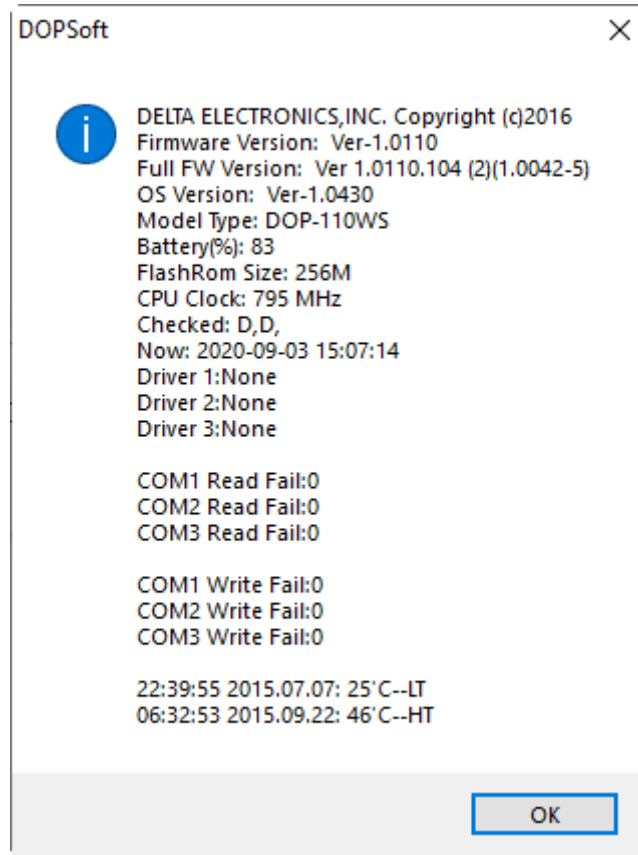 DOPSoft
DELTA ELECTRONICS,INC. Copyright (c)2016
Firmware Version:  Ver-1.0110
Full FW Version:  Ver 1.0110.104 (2)(1.0042-5)
OS Version:  Ver-1.0430
Model Type: DOP-110WS
Battery(%): 83
FlashRom Size: 256M
CPU Clock: 795 MHz
Checked: D,D,
Now: 2020-09-03 15:07:14
Driver 1:None
Driver 2:None
Driver 3:None
COM1 Read Fail:0
COM2 Read Fail:0
COM3 Read Fail:0
COM1 Write Fail:0
COM2 Write Fail:0
COM3 Write Fail:0
22:39:55 2015.07.07: 25'C--LT
06:32:53 2015.09.22: 46'C--HT
OK